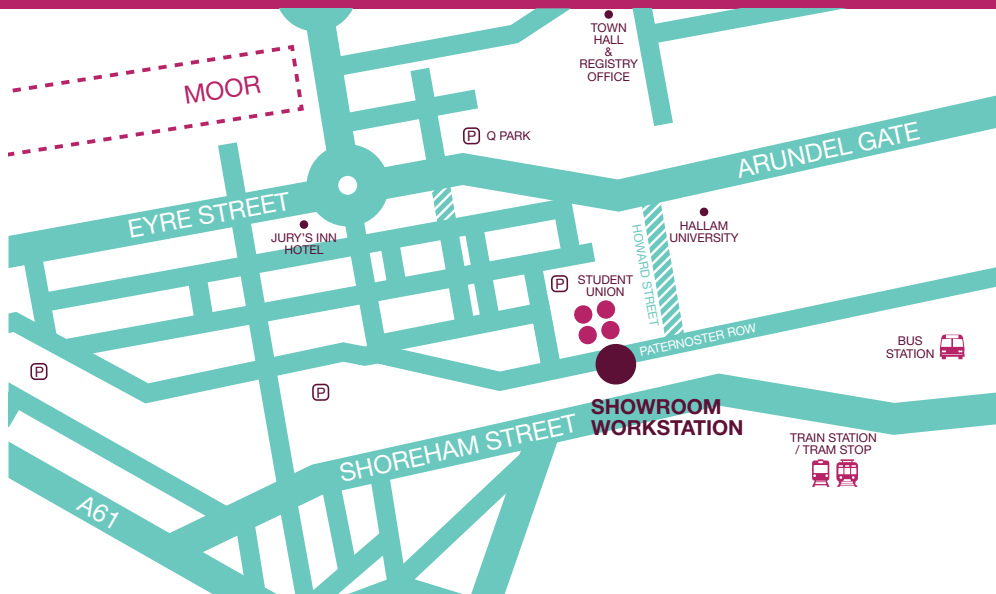 TOWN
HALL
&
REGISTRY
OFFICE
MOOR
P Q PARK
ARUNDEL GATE
EYRE STREET
JURY'S INN
HOTEL
HALLAM
UNIVERSITY
HOWARD STREET
P STUDENT
UNION
PATERNOSTER ROW
BUS
STATION
P
P
SHOWROOM
WORKSTATION
SHOREHAM STREET
TRAIN STATION
/ TRAM STOP
A61